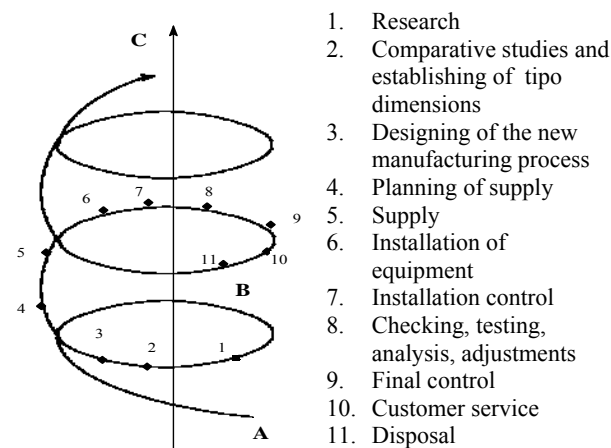 C
6
7
8
9
5
11
10
4
B
3
2
1
A
1. Research
2. Comparative studies and
establishing of tipo
dimensions
3. Designing of the new
manufacturing process
4. Planning of supply
5. Supply
6. Installation of
equipment
7. Installation control
8. Checking, testing,
analysis, adjustments
9. Final control
10. Customer service
11. Disposal